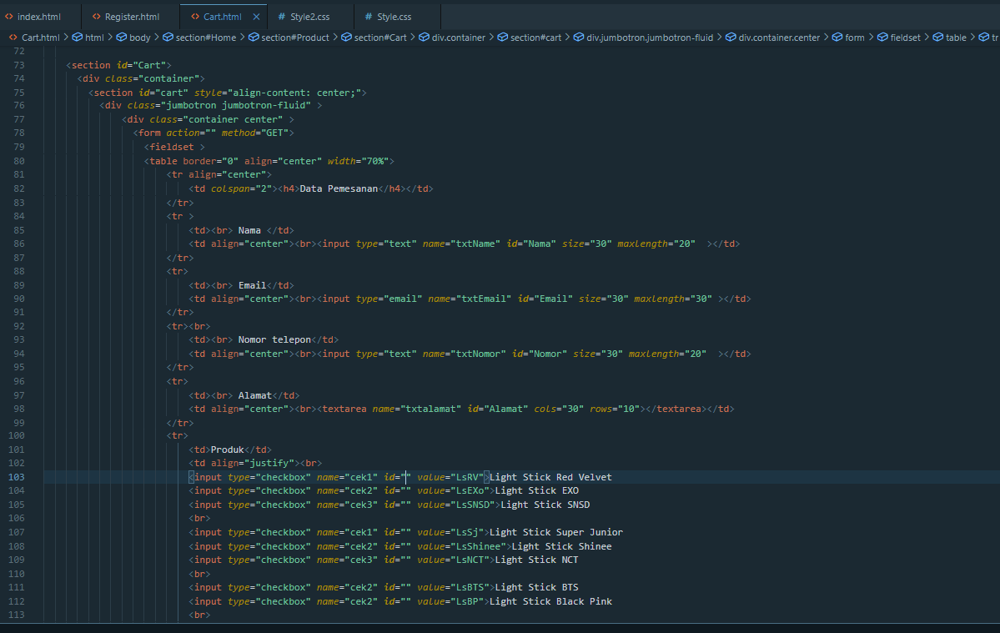 index.html Register.html Cart.html × # Style2.css # Style.css
Cart.html > html > body > section#Home > section#Product > section#Cart > div.container > section#cart > div.jumbotron.jumbotron-fluid > div.container.center > form > fieldset > table > tr
72
73 <section id="Cart">
74 <div class="container">
75 <section id="cart" style="align-content: center;">
76 <div class="jumbotron jumbotron-fluid" >
77 <div class="container center" >
78 <form action="" method="GET">
79 <fieldset >
80 <table border="0" align="center" width="70%">
81 <tr align="center">
82 <td colspan="2"><h4>Data Pemesanan</h4></td>
83 </tr>
84 <tr >
85 <td><br> Nama </td>
86 <td align="center"><br><input type="text" name="txtName" id="Nama" size="30" maxlength="20"  ></td>
87 </tr>
88 <tr>
89 <td><br> Email</td>
90 <td align="center"><br><input type="email" name="txtEmail" id="Email" size="30" maxlength="30" ></td>
91 </tr>
92 <tr><br>
93 <td><br> Nomor telepon</td>
94 <td align="center"><br><input type="text" name="txtNomor" id="Nomor" size="30" maxlength="20"  ></td>
95 </tr>
96 <tr>
97 <td><br> Alamat</td>
98 <td align="center"><br><textarea name="txtalamat" id="Alamat" cols="30" rows="10"></textarea></td>
99 </tr>
100 <tr>
101 <td>Produk</td>
102 <td align="justify"><br>
103 <input type="checkbox" name="cek1" id="" value="LsRV">Light Stick Red Velvet
104 <input type="checkbox" name="cek2" id="" value="LsEXo">Light Stick EXO
105 <input type="checkbox" name="cek3" id="" value="LsSNSD">Light Stick SNSD
106 <br>
107 <input type="checkbox" name="cek1" id="" value="LsSj">Light Stick Super Junior
108 <input type="checkbox" name="cek2" id="" value="LsShinee">Light Stick Shinee
109 <input type="checkbox" name="cek3" id="" value="LsNCT">Light Stick NCT
110 <br>
111 <input type="checkbox" name="cek2" id="" value="LsBTS">Light Stick BTS
112 <input type="checkbox" name="cek2" id="" value="LsBP">Light Stick Black Pink
113 <br>